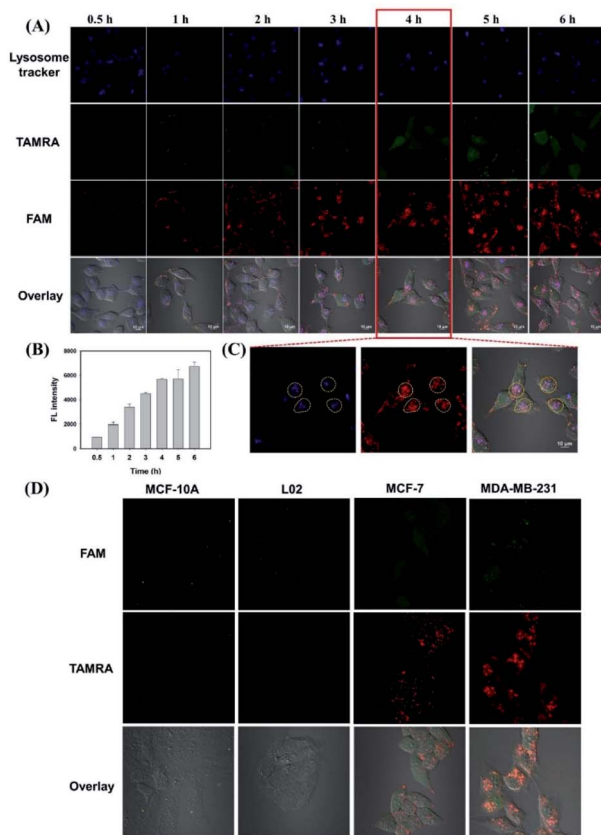 (A)
0.5 h 1 h 2 h 3 h 4 h 5 h 6 h
Lysosome
tracker
TAMRA
FAM
Overlay
10 μm 10 μm 10 μm 10 μm 10 μm 10 μm 10 μm
(B)
8000
6000
4000
2000
0
FL intensity
0.5 1 2 3 4 5 6
Time (h)
(C)
10 μm
(D)
MCF-10A L02 MCF-7 MDA-MB-231
FAM
TAMRA
Overlay